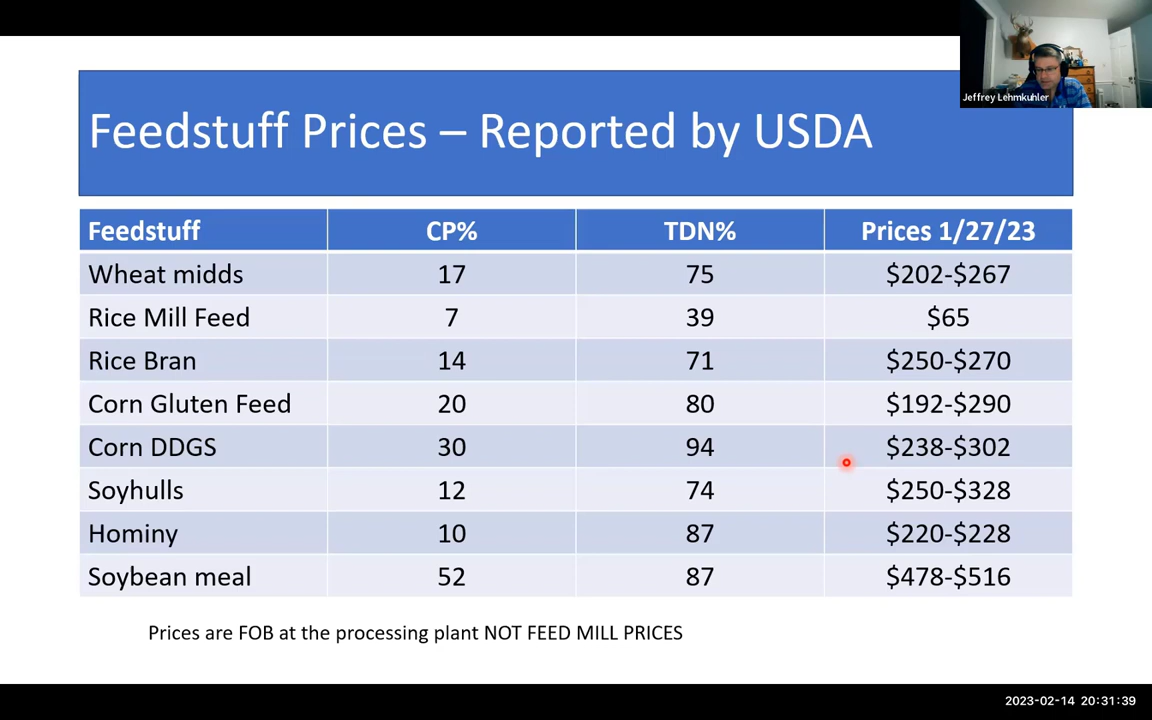 Jeffrey Lehmkuhler
Feedstuff Prices – Reported by USDA
Feedstuff CP% TDN% Prices 1/27/23
Wheat midds 17 75 $202-$267
Rice Mill Feed 7 39 $65
Rice Bran 14 71 $250-$270
Corn Gluten Feed 20 80 $192-$290
Corn DDGS 30 94 $238-$302
Soyhulls 12 74 $250-$328
Hominy 10 87 $220-$228
Soybean meal 52 87 $478-$516
Prices are FOB at the processing plant NOT FEED MILL PRICES
2023-02-14 20:31:39